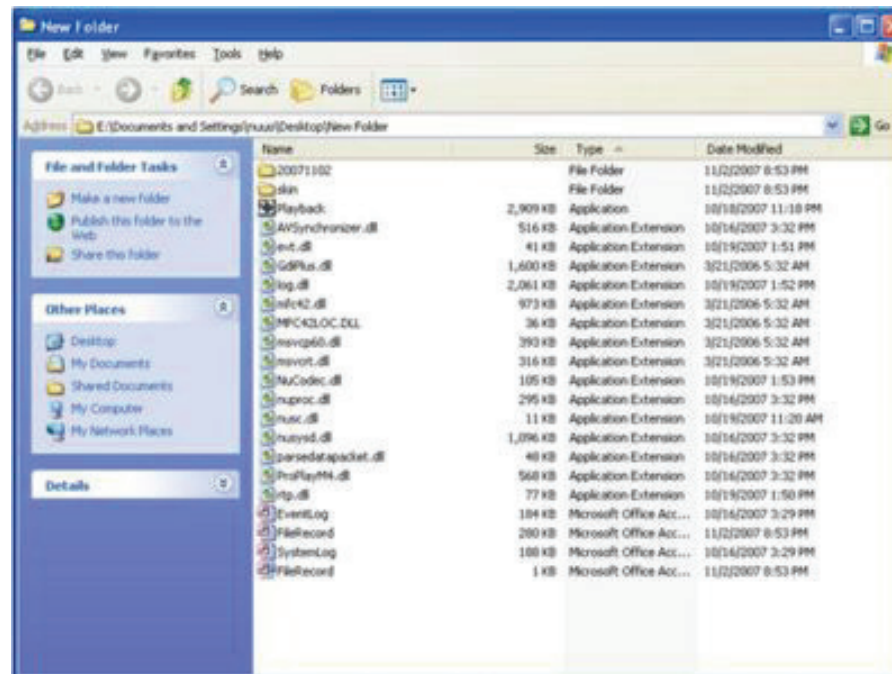 New Folder
File Edit View Favorites Tools Help
Back Search Folders
Address E:\Documents and Settings\nuuo\Desktop\New Folder Go
File and Folder Tasks
Make a new folder
Publish this folder to the Web
Share this folder
Other Places
Desktop
My Documents
Shared Documents
My Computer
My Network Places
Details
Name Size Type Date Modified
20071102 File Folder 11/2/2007 8:53 PM
skin File Folder 11/2/2007 8:53 PM
Playback 2,909 KB Application 10/18/2007 11:18 PM
AVSynchronizer.dll 516 KB Application Extension 10/16/2007 3:32 PM
evt.dll 41 KB Application Extension 10/19/2007 1:51 PM
GdiPlus.dll 1,600 KB Application Extension 3/21/2006 5:32 AM
log.dll 2,061 KB Application Extension 10/19/2007 1:52 PM
mfc42.dll 973 KB Application Extension 3/21/2006 5:32 AM
MFC42LOC.DLL 36 KB Application Extension 3/21/2006 5:32 AM
msvcp60.dll 393 KB Application Extension 3/21/2006 5:32 AM
msvcrt.dll 316 KB Application Extension 3/21/2006 5:32 AM
NuCodec.dll 105 KB Application Extension 10/19/2007 1:53 PM
nuproc.dll 295 KB Application Extension 10/16/2007 3:32 PM
nusc.dll 11 KB Application Extension 10/19/2007 11:20 AM
nusysd.dll 1,096 KB Application Extension 10/16/2007 3:32 PM
parsedatapacket.dll 40 KB Application Extension 10/16/2007 3:32 PM
ProPlayM4.dll 568 KB Application Extension 10/16/2007 3:32 PM
rtp.dll 77 KB Application Extension 10/19/2007 1:50 PM
EventLog 184 KB Microsoft Office Acc... 10/16/2007 3:29 PM
FileRecord 280 KB Microsoft Office Acc... 11/2/2007 8:53 PM
SystemLog 188 KB Microsoft Office Acc... 10/16/2007 3:29 PM
FileRecord 1 KB Microsoft Office Acc... 11/2/2007 8:53 PM